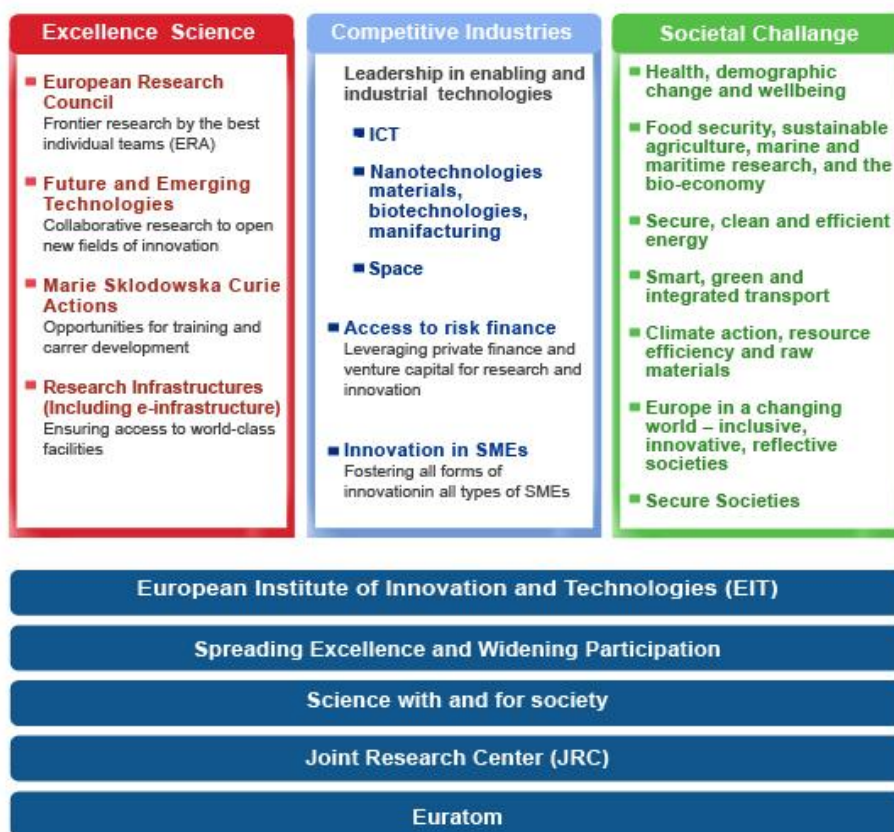 Excellence Science
European Research
Council
Frontier research by the best
individual teams (ERA)
Future and Emerging
Technologies
Collaborative research to open
new fields of innovation
Marie Sklodowska Curie
Actions
Opportunities for training and
carrer development
Research Infrastructures
(Including e-infrastructure)
Ensuring access to world-class
facilities
Competitive Industries
Leadership in enabling and
industrial technologies
ICT
Nanotechnologies
materials,
biotechnologies,
manifacturing
Space
Access to risk finance
Leveraging private finance and
venture capital for research and
innovation
Innovation in SMEs
Fostering all forms of
innovationin all types of SMEs
Societal Challange
Health, demographic
change and wellbeing
Food security, sustainable
agriculture, marine and
maritime research, and the
bio-economy
Secure, clean and efficient
energy
Smart, green and
integrated transport
Climate action, resource
efficiency and raw
materials
Europe in a changing
world – inclusive,
innovative, reflective
societies
Secure Societies
European Institute of Innovation and Technologies (EIT)
Spreading Excellence and Widening Participation
Science with and for society
Joint Research Center (JRC)
Euratom